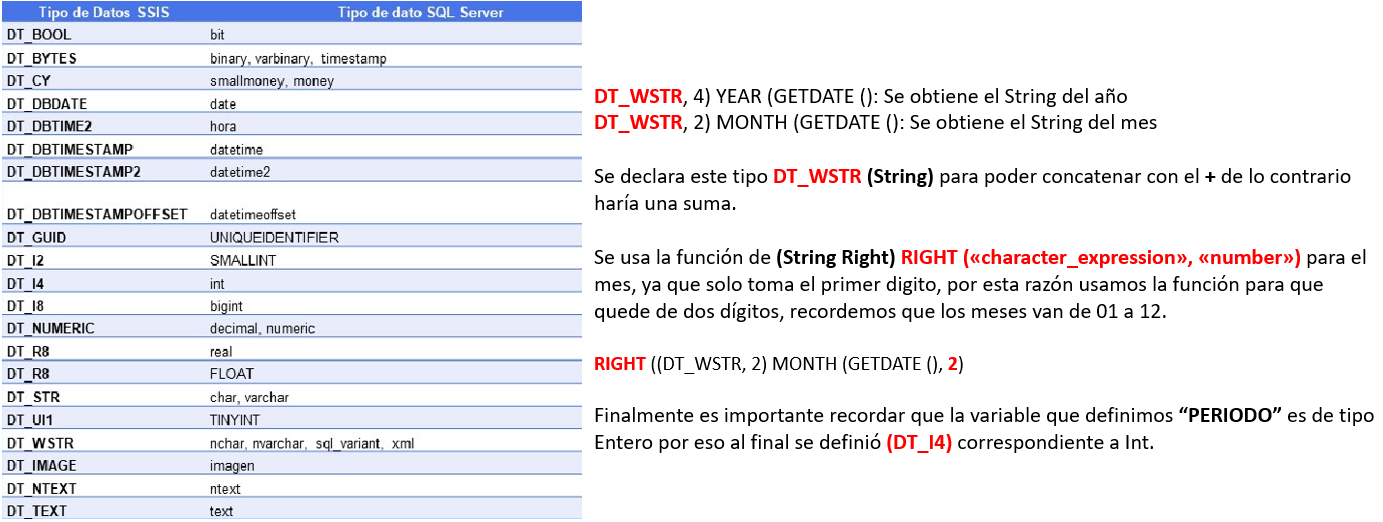 Tipo de Datos SSIS Tipo de dato SQL Server
DT_BOOL bit
DT_BYTES binary, varbinary, timestamp
DT_CY smallmoney, money
DT_DBDATE date
DT_DBTIME2 hora
DT_DBTIMESTAMP datetime
DT_DBTIMESTAMP2 datetime2
DT_DBTIMESTAMPOFFSET datetimeoffset
DT_GUID UNIQUEIDENTIFIER
DT_I2 SMALLINT
DT_I4 int
DT_I8 bigint
DT_NUMERIC decimal, numeric
DT_R8 real
DT_R8 FLOAT
DT_STR char, varchar
DT_UI1 TINYINT
DT_WSTR nchar, nvarchar, sql_variant, xml
DT_IMAGE imagen
DT_NTEXT ntext
DT_TEXT text
DT_WSTR, 4) YEAR (GETDATE (): Se obtiene el String del año
DT_WSTR, 2) MONTH (GETDATE (): Se obtiene el String del mes
Se declara este tipo DT_WSTR (String) para poder concatenar con el + de lo contrario
haría una suma.
Se usa la función de (String Right) RIGHT («character_expression», «number») para el
mes, ya que solo toma el primer digito, por esta razón usamos la función para que
quede de dos dígitos, recordemos que los meses van de 01 a 12.
RIGHT ((DT_WSTR, 2) MONTH (GETDATE (), 2)
Finalmente es importante recordar que la variable que definimos “PERIODO” es de tipo
Entero por eso al final se definió (DT_I4) correspondiente a Int.